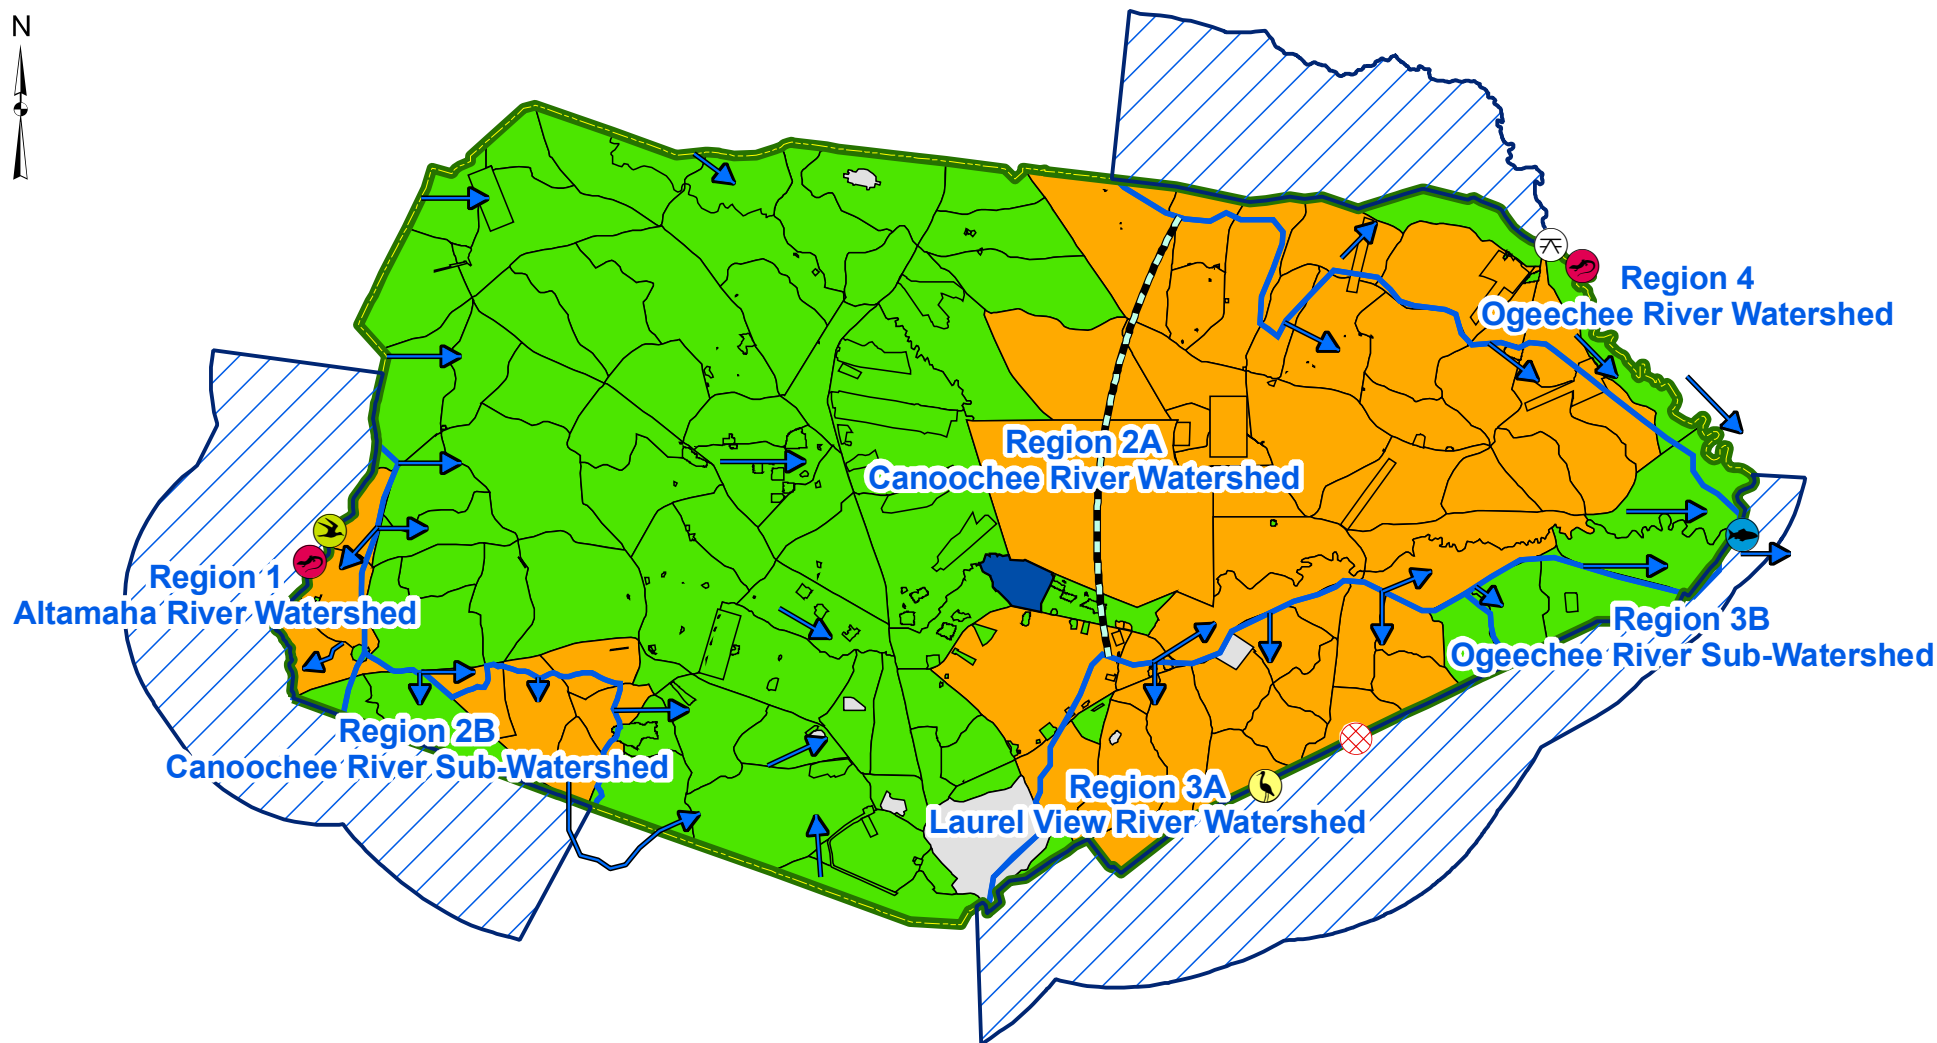 N
Region 4
Ogeechee River Watershed
Region 2A
Canoochee River Watershed
Region 1
Altamaha River Watershed
Region 3B
Ogeechee River Sub-Watershed
Region 2B
Canoochee River Sub-Watershed
Region 3A
Laurel View River Watershed